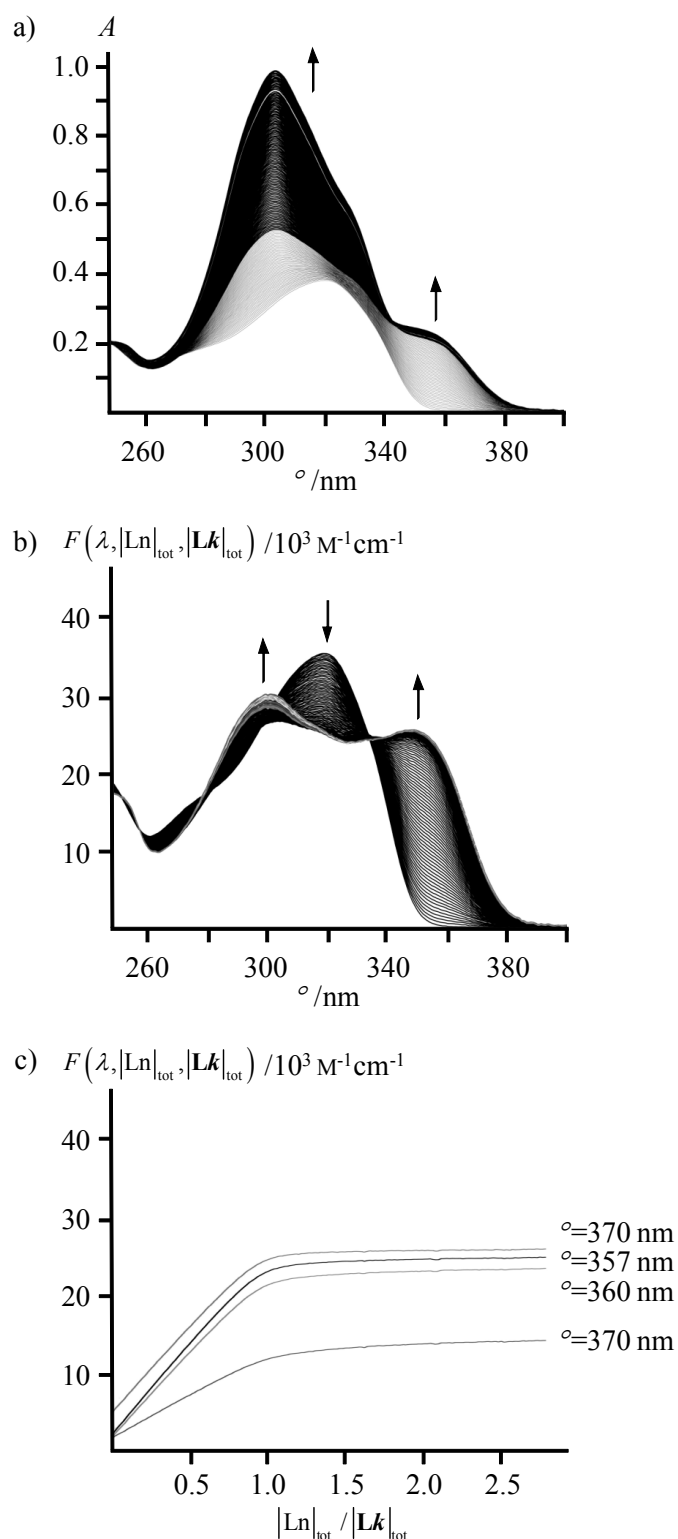 a) A
1.0
0.8
0.6
0.4
0.2
260 300 340 380
° /nm
b) F(λ,|Ln|tot,|Lk|tot) /10³ M⁻¹cm⁻¹
40
30
20
10
260 300 340 380
° /nm
c) F(λ,|Ln|tot,|Lk|tot) /10³ M⁻¹cm⁻¹
40
30
20
10
°=370 nm
°=357 nm
°=360 nm
°=370 nm
0.5 1.0 1.5 2.0 2.5
|Ln|tot / |Lk|tot